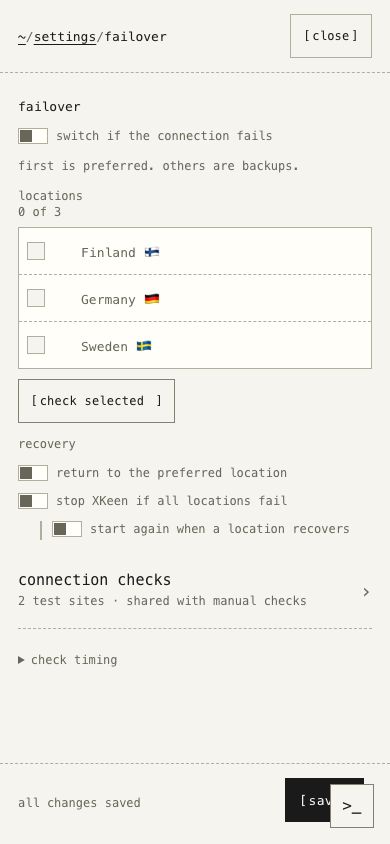 ~/settings/failover
[close]
failover
switch if the connection fails
first is preferred. others are backups.
locations
0 of 3
Finland 🇫🇮
Germany 🇩🇪
Sweden 🇸🇪
[check selected ]
recovery
return to the preferred location
stop XKeen if all locations fail
start again when a location recovers
connection checks
2 test sites · shared with manual checks
›
▶ check timing
all changes saved
>_